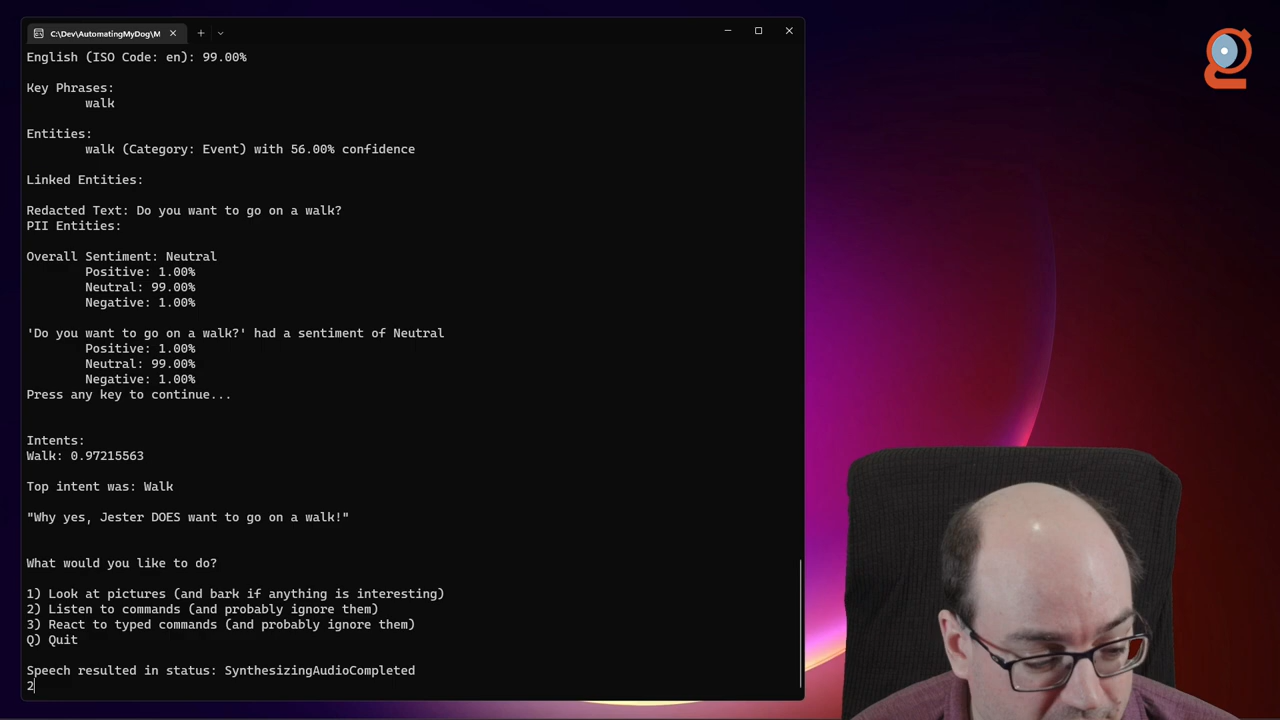 C:\Dev\AutomatingMyDog\M
English (ISO Code: en): 99.00%
Key Phrases:
walk
Entities:
walk (Category: Event) with 56.00% confidence
Linked Entities:
Redacted Text: Do you want to go on a walk?
PII Entities:
Overall Sentiment: Neutral
Positive: 1.00%
Neutral: 99.00%
Negative: 1.00%
'Do you want to go on a walk?' had a sentiment of Neutral
Positive: 1.00%
Neutral: 99.00%
Negative: 1.00%
Press any key to continue...
Intents:
Walk: 0.97215563
Top intent was: Walk
"Why yes, Jester DOES want to go on a walk!"
What would you like to do?
1) Look at pictures (and bark if anything is interesting)
2) Listen to commands (and probably ignore them)
3) React to typed commands (and probably ignore them)
Q) Quit
Speech resulted in status: SynthesizingAudioCompleted
2